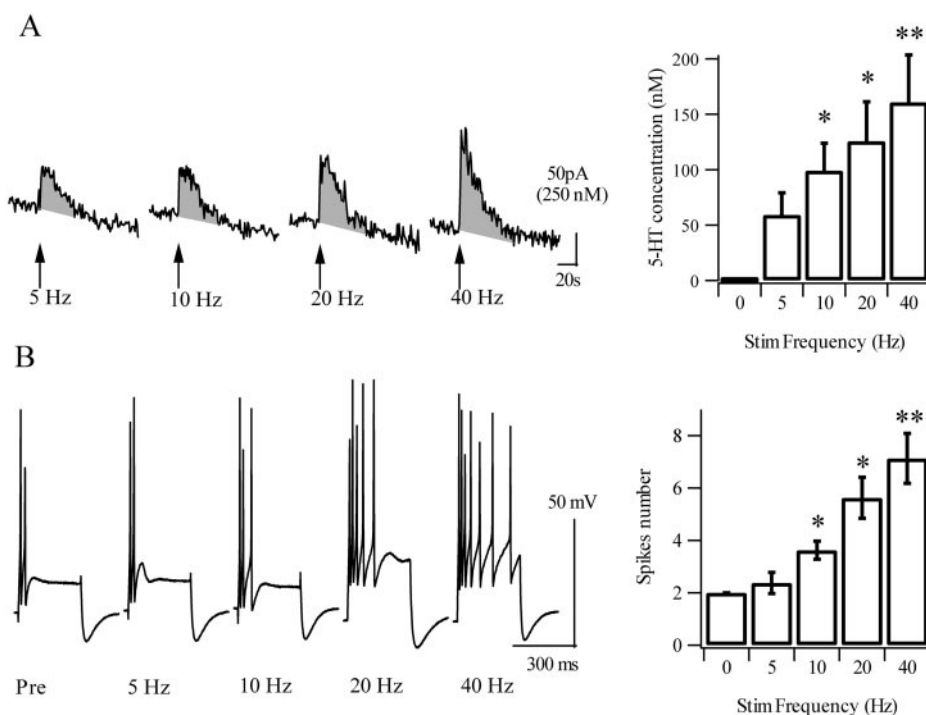 A
50pA
(250 nM)
20s
5 Hz
10 Hz
20 Hz
40 Hz
5-HT concentration (nM)
200
150
100
50
0
*
*
**
0
5
10
20
40
Stim Frequency (Hz)
B
50 mV
300 ms
Pre
5 Hz
10 Hz
20 Hz
40 Hz
Spikes number
8
6
4
2
0
*
*
**
0
5
10
20
40
Stim Frequency (Hz)